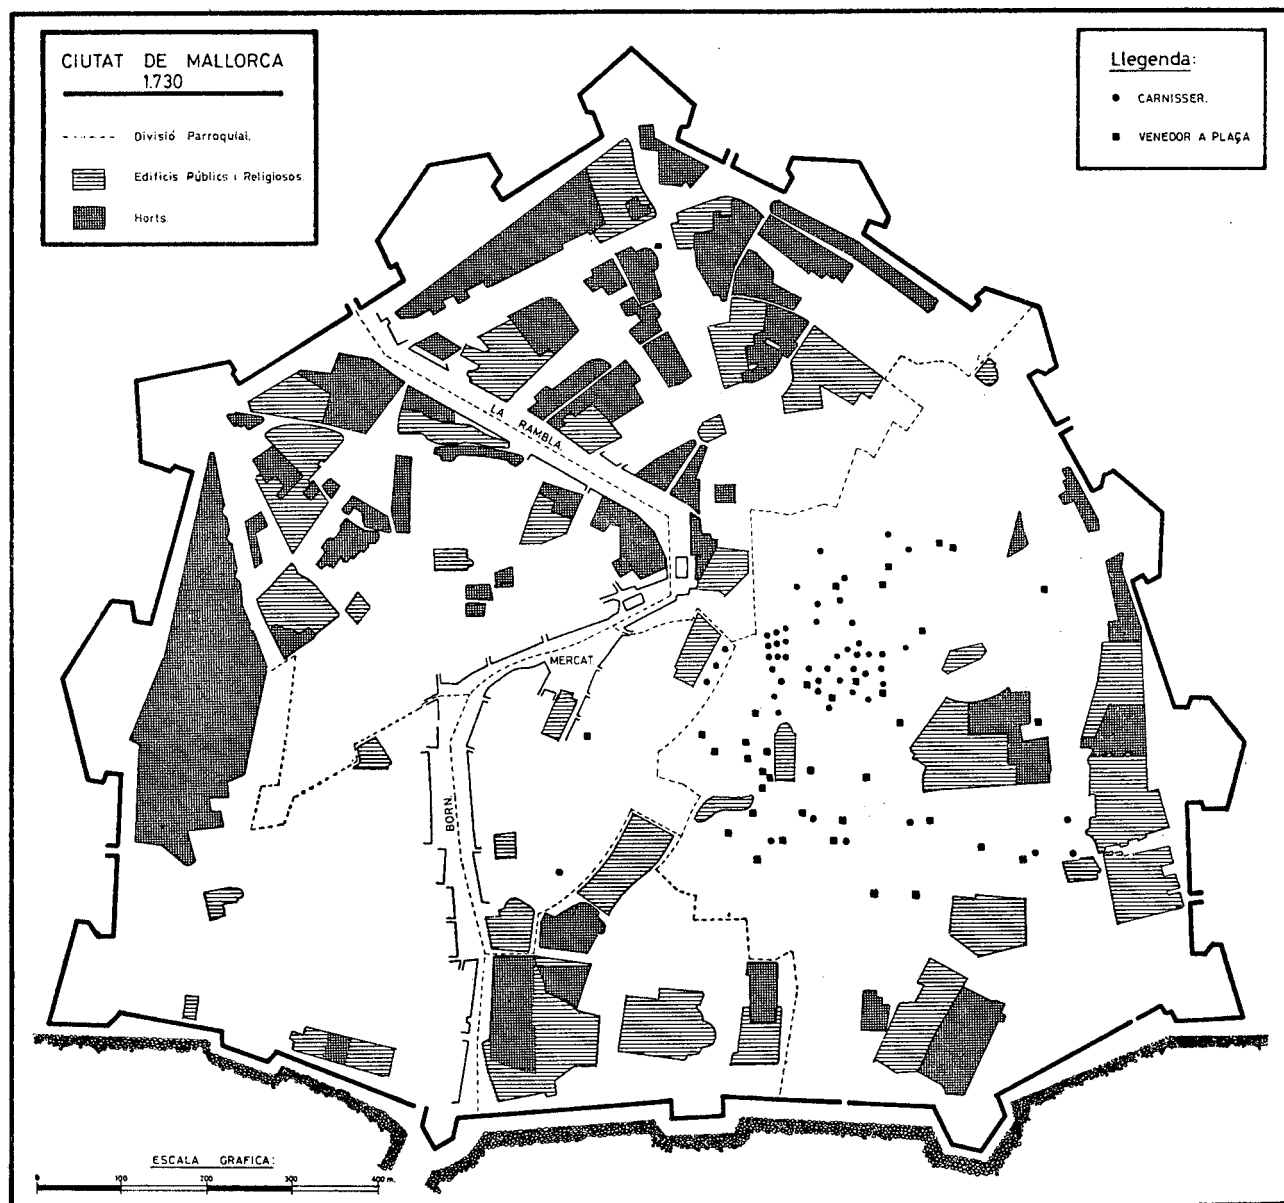 CIUTAT DE MALLORCA
1.730
Divisió Parroquial.
Edificis Públics i Religiosos.
Horts.
Llegenda:
CARNISSER.
VENEDOR A PLAÇA
LA RAMBLA.
MERCAT
BORN.
ESCALA GRAFICA:
0 100 200 300 400 m.